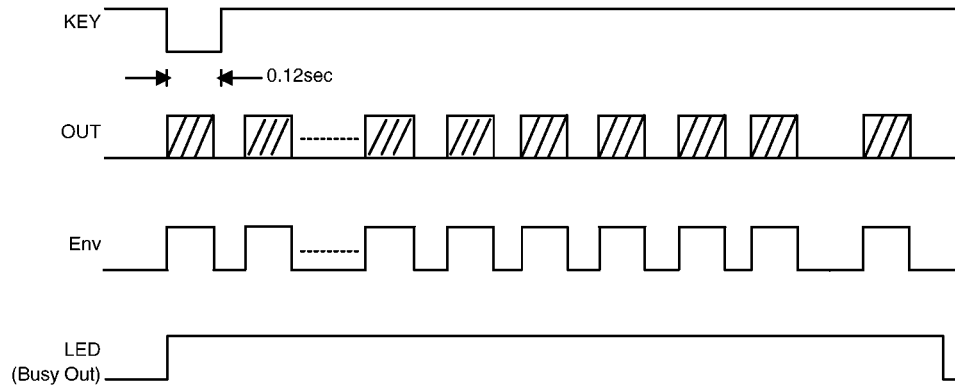 KEY
0.12sec
OUT
Env
LED
(Busy Out)